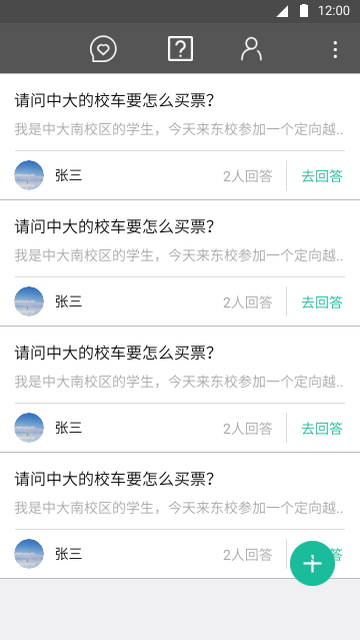 12:00
请问中大的校车要怎么买票？
我是中大南校区的学生，今天来东校参加一个定向越..
张三
2人回答
去回答
请问中大的校车要怎么买票？
我是中大南校区的学生，今天来东校参加一个定向越..
张三
2人回答
去回答
请问中大的校车要怎么买票？
我是中大南校区的学生，今天来东校参加一个定向越..
张三
2人回答
去回答
请问中大的校车要怎么买票？
我是中大南校区的学生，今天来东校参加一个定向越..
张三
2人回答
答